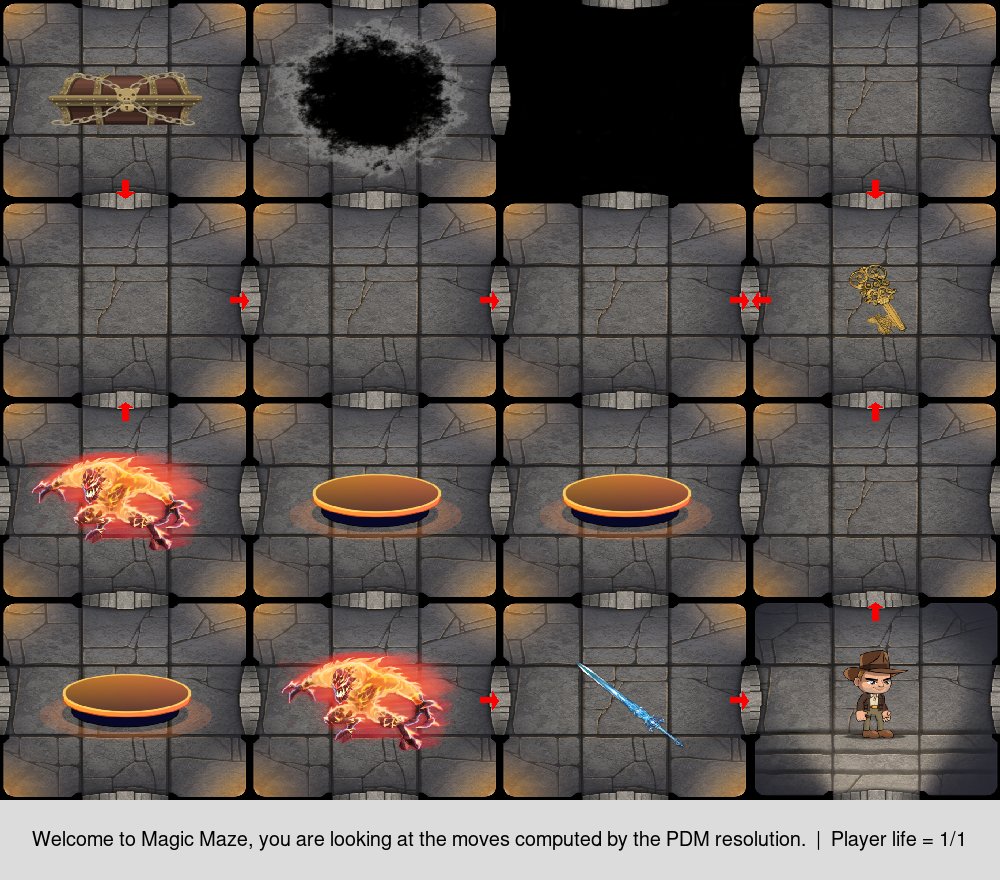 Welcome to Magic Maze, you are looking at the moves computed by the PDM resolution.  |  Player life = 1/1